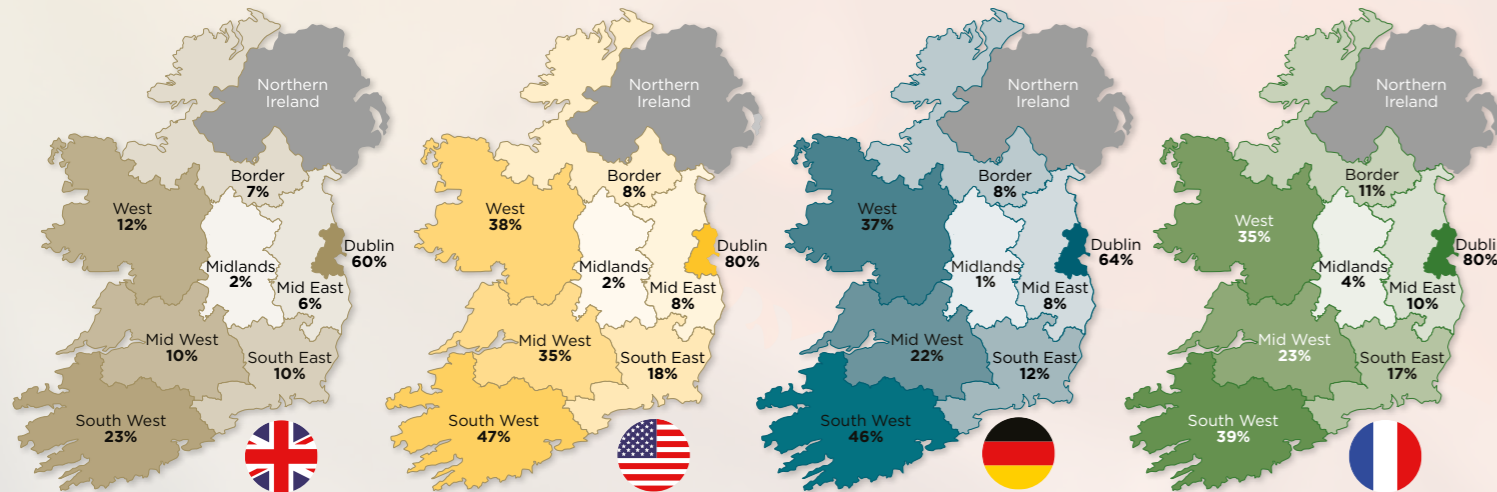 Northern
Ireland
Border
7%
West
12%
Dublin
60%
Midlands
2%
Mid East
6%
Mid West
10%
South East
10%
South West
23%
Northern
Ireland
Border
8%
West
38%
Dublin
80%
Midlands
2%
Mid East
8%
Mid West
35%
South East
18%
South West
47%
Northern
Ireland
Border
8%
West
37%
Dublin
64%
Midlands
1%
Mid East
8%
Mid West
22%
South East
12%
South West
46%
Northern
Ireland
Border
11%
West
35%
Dublin
80%
Midlands
4%
Mid East
10%
Mid West
23%
South East
17%
South West
39%